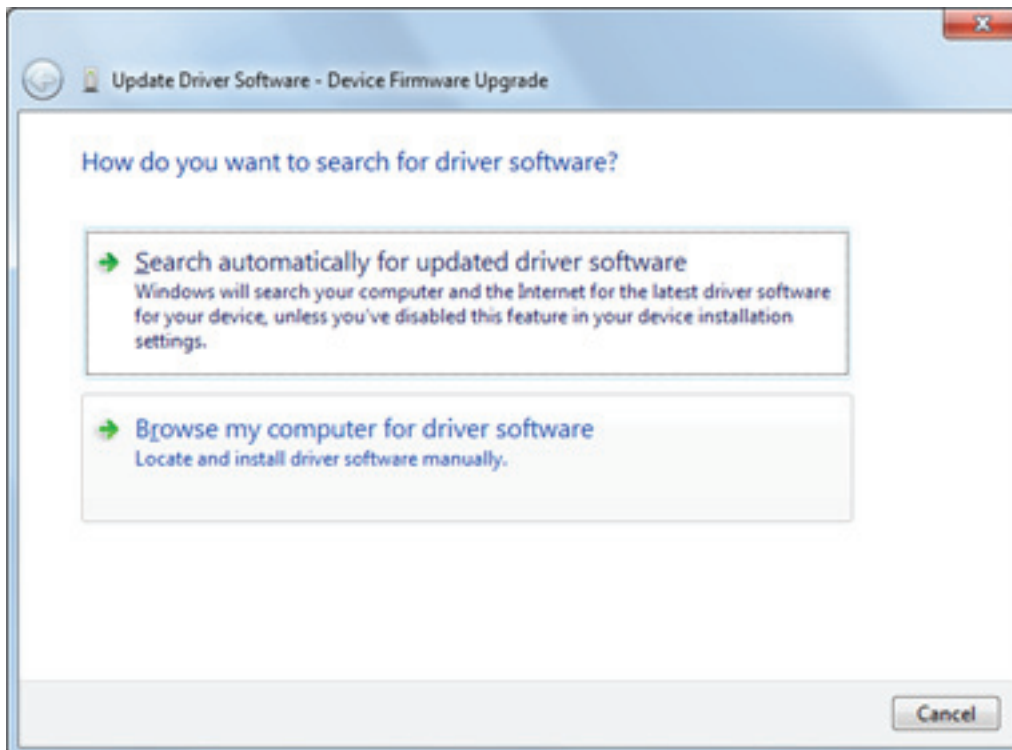 Update Driver Software - Device Firmware Upgrade
How do you want to search for driver software?
Search automatically for updated driver software
Windows will search your computer and the Internet for the latest driver software
for your device, unless you've disabled this feature in your device installation
settings.
Browse my computer for driver software
Locate and install driver software manually.
Cancel